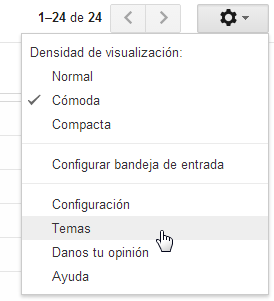 1–24 de 24
Densidad de visualización:
Normal
Cómoda
Compacta
Configurar bandeja de entrada
Configuración
Temas
Danos tu opinión
Ayuda